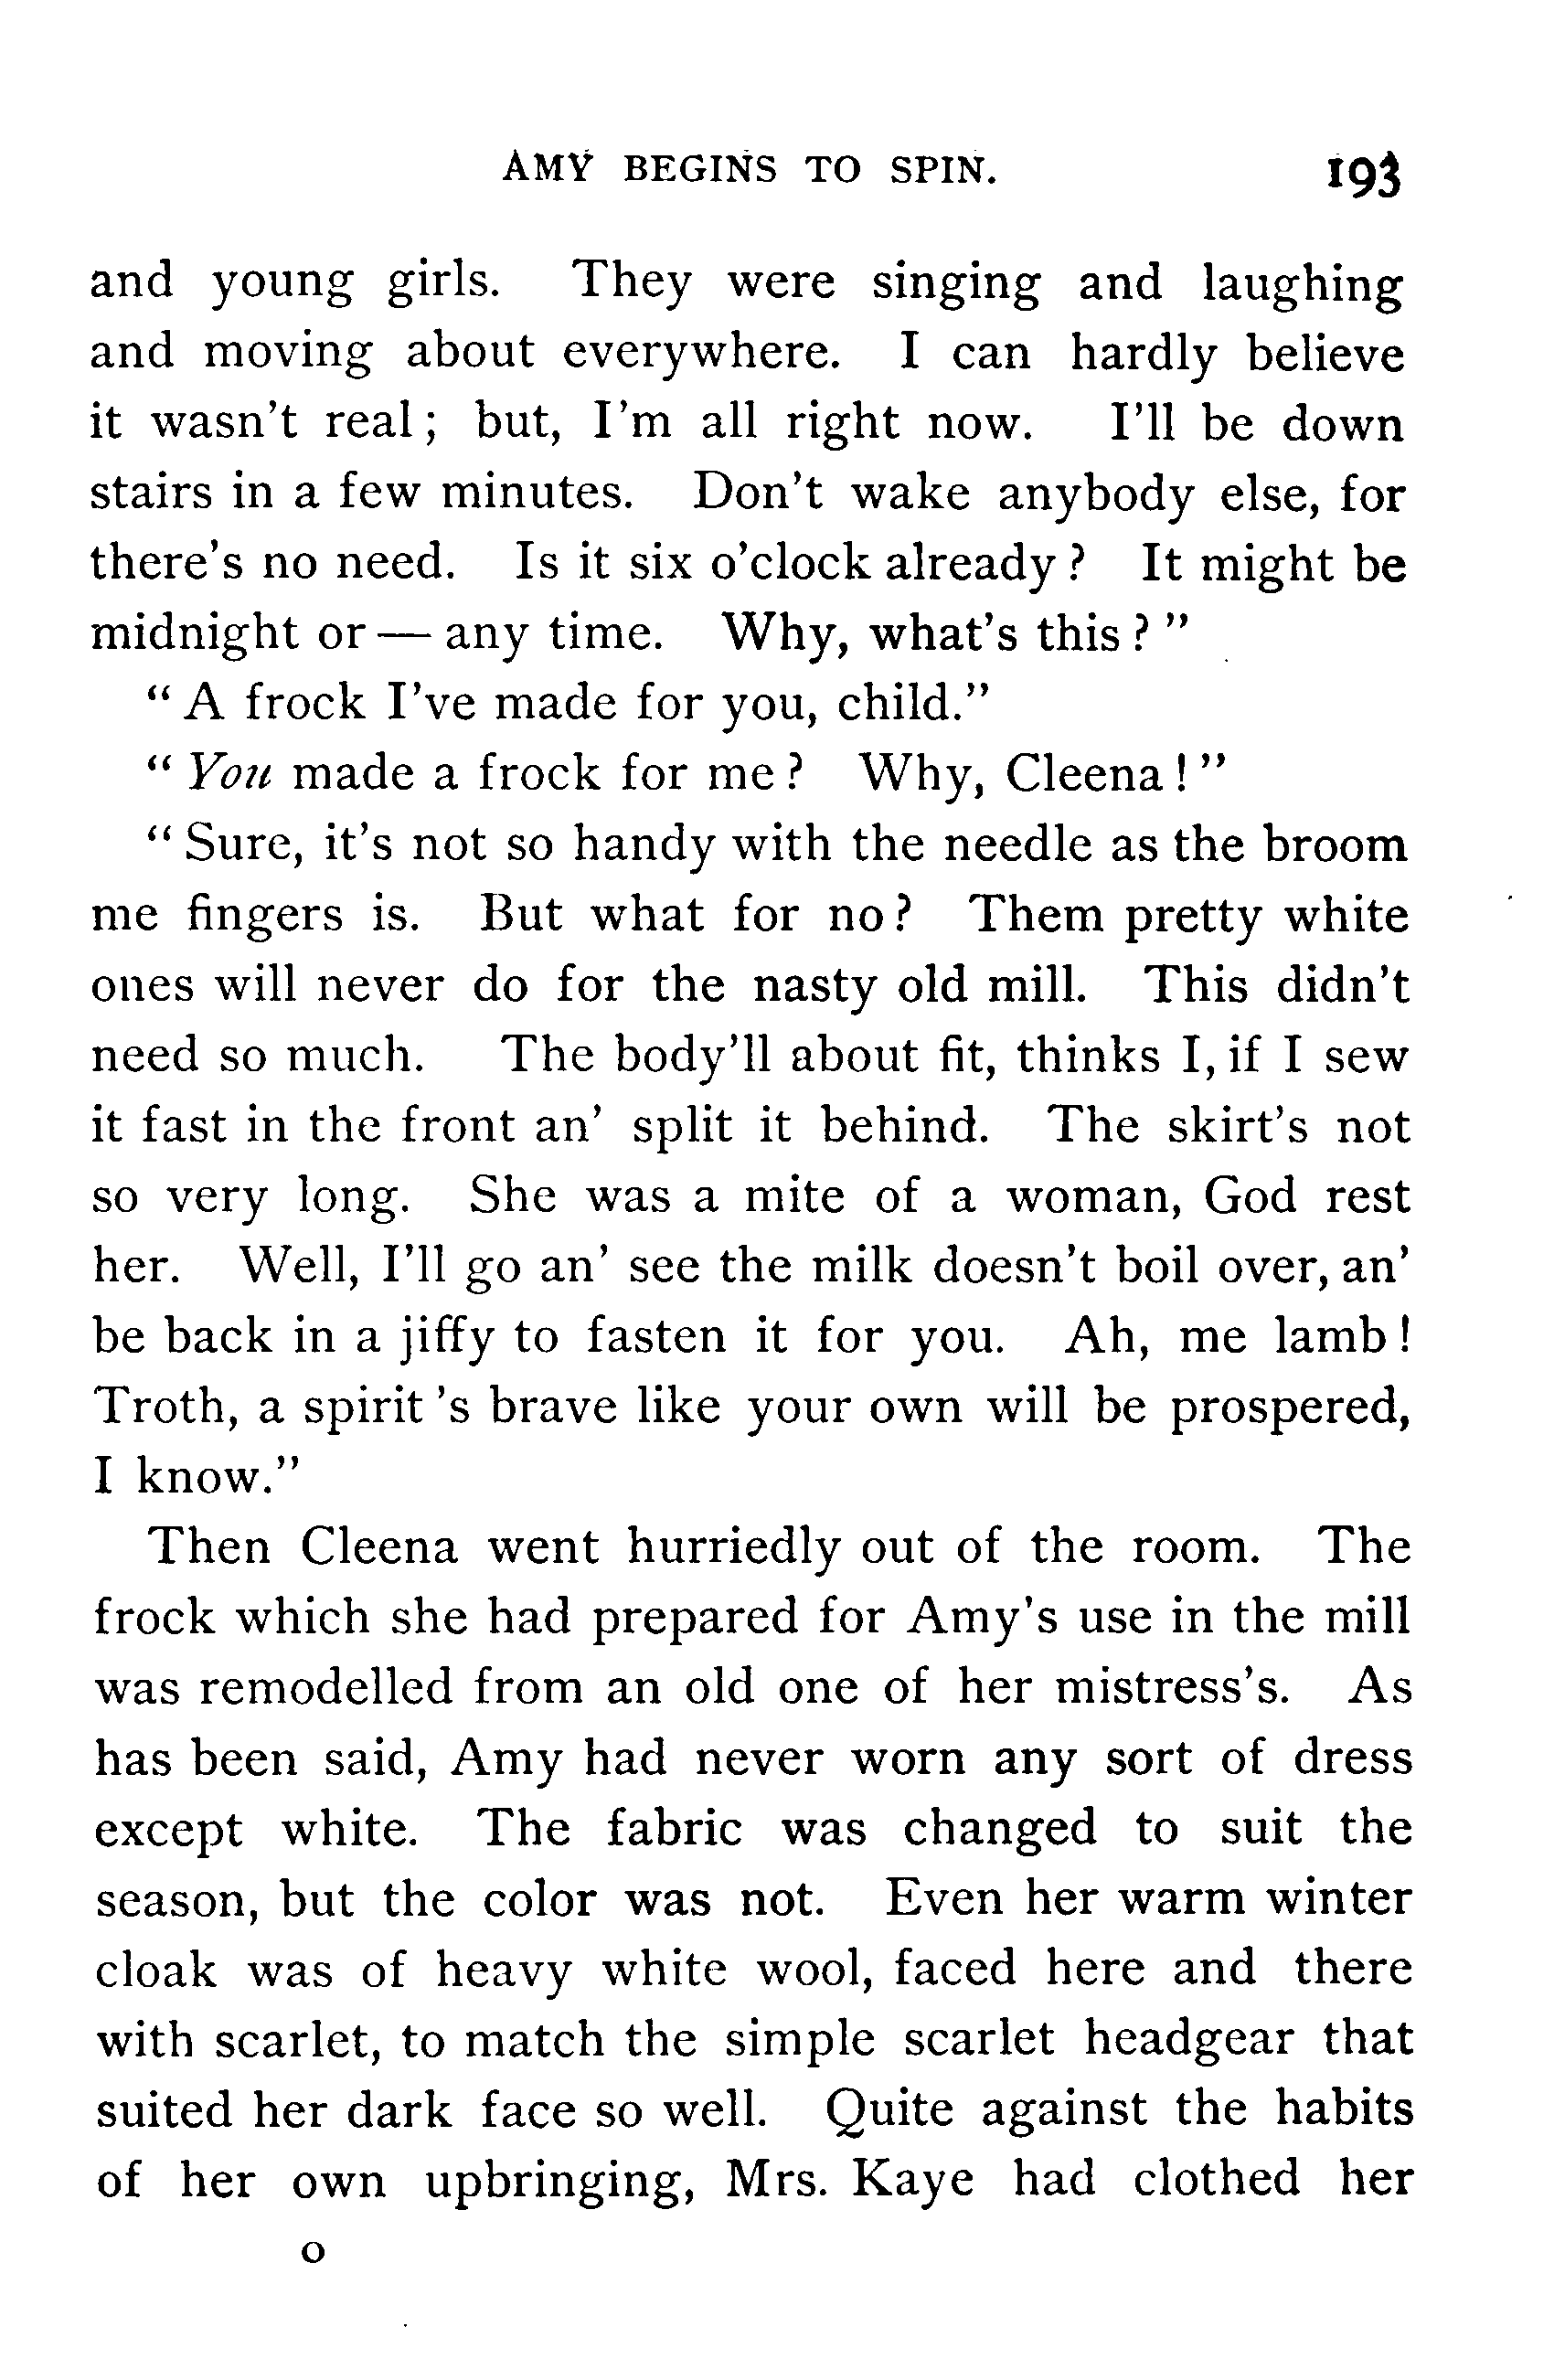 AMY BEGINS TO SPIN. 193
and young girls. They were singing and laughing
and moving about everywhere. I can hardly believe
it wasn't real; but, I'm all right now. I'll be down
stairs in a few minutes. Don't wake anybody else, for
there's no need. Is it six o'clock already? It might be
midnight or — any time. Why, what's this?"
"A frock I've made for you, child."
"You made a frock for me? Why, Cleena!"
"Sure, it's not so handy with the needle as the broom
me fingers is. But what for no? Them pretty white
ones will never do for the nasty old mill. This didn't
need so much. The body'll about fit, thinks I, if I sew
it fast in the front an' split it behind. The skirt's not
so very long. She was a mite of a woman, God rest
her. Well, I'll go an' see the milk doesn't boil over, an'
be back in a jiffy to fasten it for you. Ah, me lamb!
Troth, a spirit 's brave like your own will be prospered,
I know."
Then Cleena went hurriedly out of the room. The
frock which she had prepared for Amy's use in the mill
was remodelled from an old one of her mistress's. As
has been said, Amy had never worn any sort of dress
except white. The fabric was changed to suit the
season, but the color was not. Even her warm winter
cloak was of heavy white wool, faced here and there
with scarlet, to match the simple scarlet headgear that
suited her dark face so well. Quite against the habits
of her own upbringing, Mrs. Kaye had clothed her
o